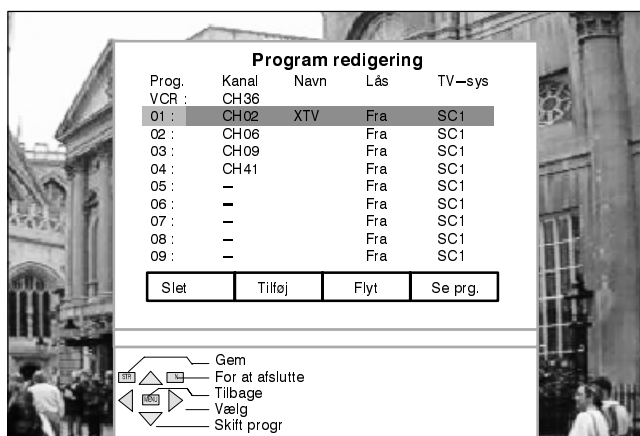 Program redigering
Prog. Kanal Navn Lås TV-sys
VCR : CH36
01 : CH02 XTV Fra SC1
02 : CH06 Fra SC1
03 : CH09 Fra SC1
04 : CH41 Fra SC1
05 : – Fra SC1
06 : – Fra SC1
07 : – Fra SC1
08 : – Fra SC1
09 : – Fra SC1
Slet Tilføj Flyt Se prg.
Gem
STR N For at afslutte
Tilbage
MENU Vælg
Skift progr